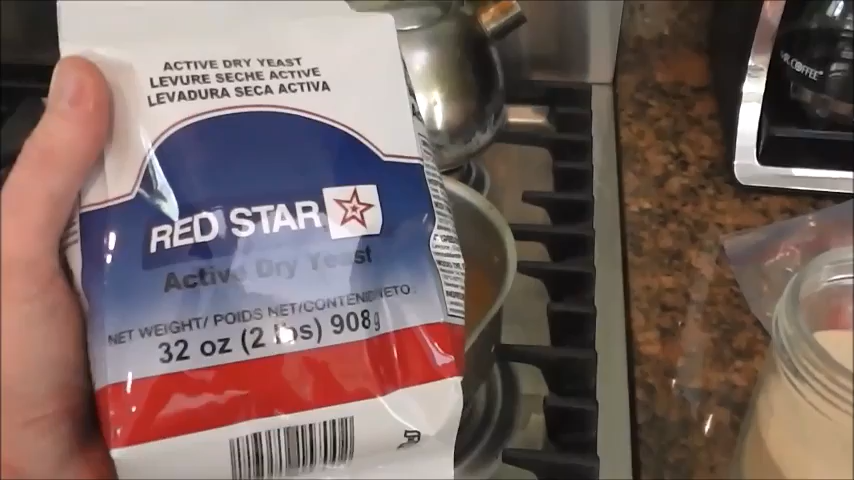 ACTIVE DRY YEAST
LEVURE SECHE ACTIVE
LEVADURA SECA ACTIVA
RED STAR
Active Dry Yeast
NET WEIGHT/ POIDS NET/CONTENIDO NETO
32 oz (2 lbs) 908g
MR. COFFEE